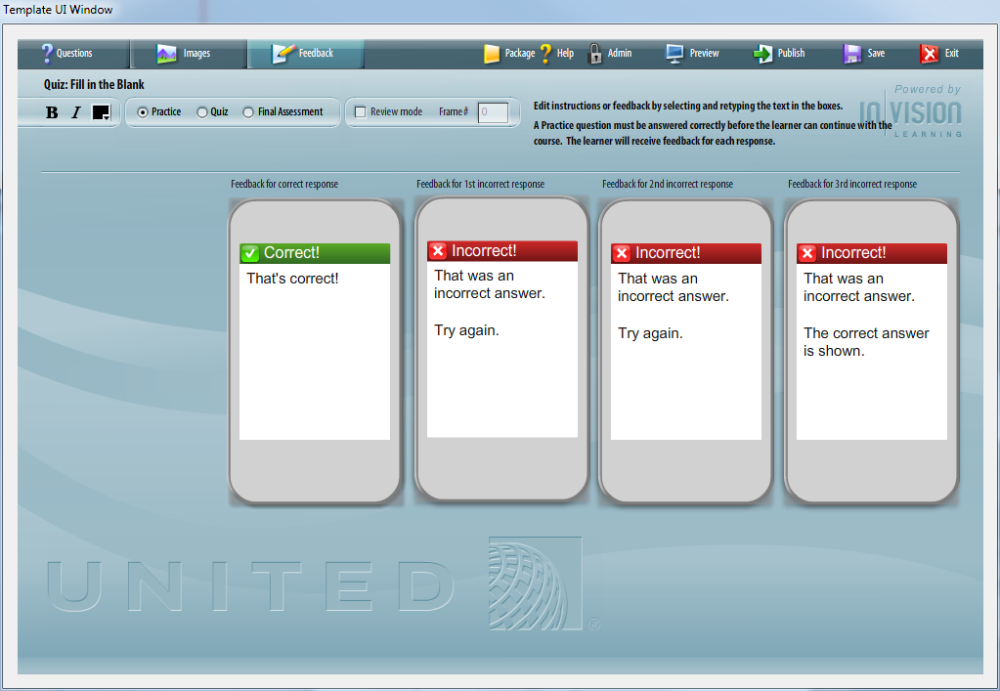 Template UI Window
Questions Images Feedback Package Help Admin Preview Publish Save Exit
Quiz: Fill in the Blank
B I Practice Quiz Final Assessment Review mode Frame # 0
Edit instructions or feedback by selecting and retyping the text in the boxes.
A Practice question must be answered correctly before the learner can continue with the
course. The learner will receive feedback for each response.
Powered by
INVISION
LEARNING
Feedback for correct response
Correct!
That's correct!
Feedback for 1st incorrect response
Incorrect!
That was an
incorrect answer.
Try again.
Feedback for 2nd incorrect response
Incorrect!
That was an
incorrect answer.
Try again.
Feedback for 3rd incorrect response
Incorrect!
That was an
incorrect answer.
The correct answer
is shown.
UNITED ®